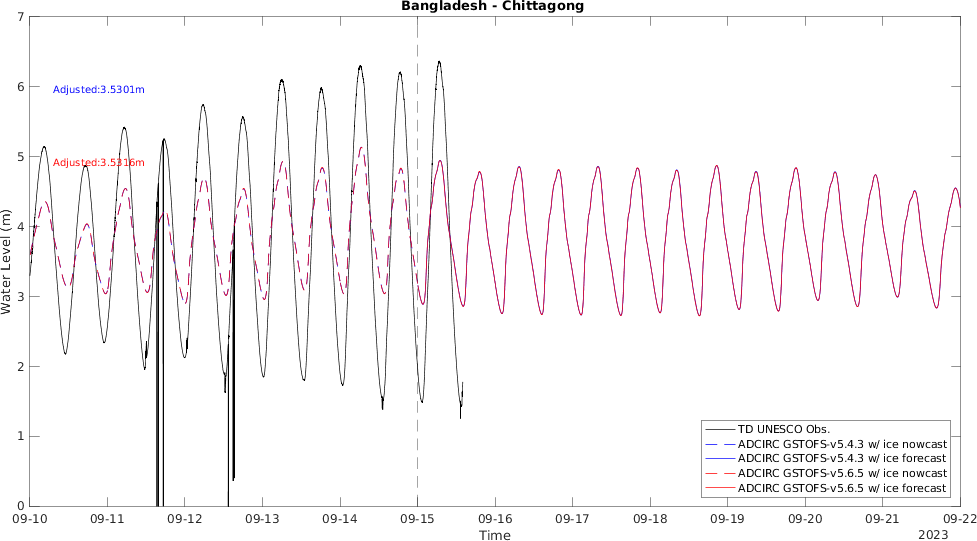 Bangladesh - Chittagong
7
6
5
4
3
2
1
0
Water Level (m)
Adjusted:3.5301m
Adjusted:3.5316m
TD UNESCO Obs.
ADCIRC GSTOFS-v5.4.3 w/ ice nowcast
ADCIRC GSTOFS-v5.4.3 w/ ice forecast
ADCIRC GSTOFS-v5.6.5 w/ ice nowcast
ADCIRC GSTOFS-v5.6.5 w/ ice forecast
09-10 09-11 09-12 09-13 09-14 09-15 09-16 09-17 09-18 09-19 09-20 09-21 09-22
Time
2023